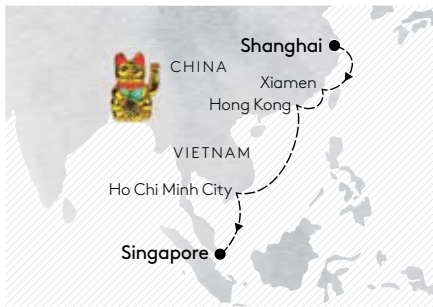 Shanghai
CHINA
Xiamen
Hong Kong
VIETNAM
Ho Chi Minh City
Singapore